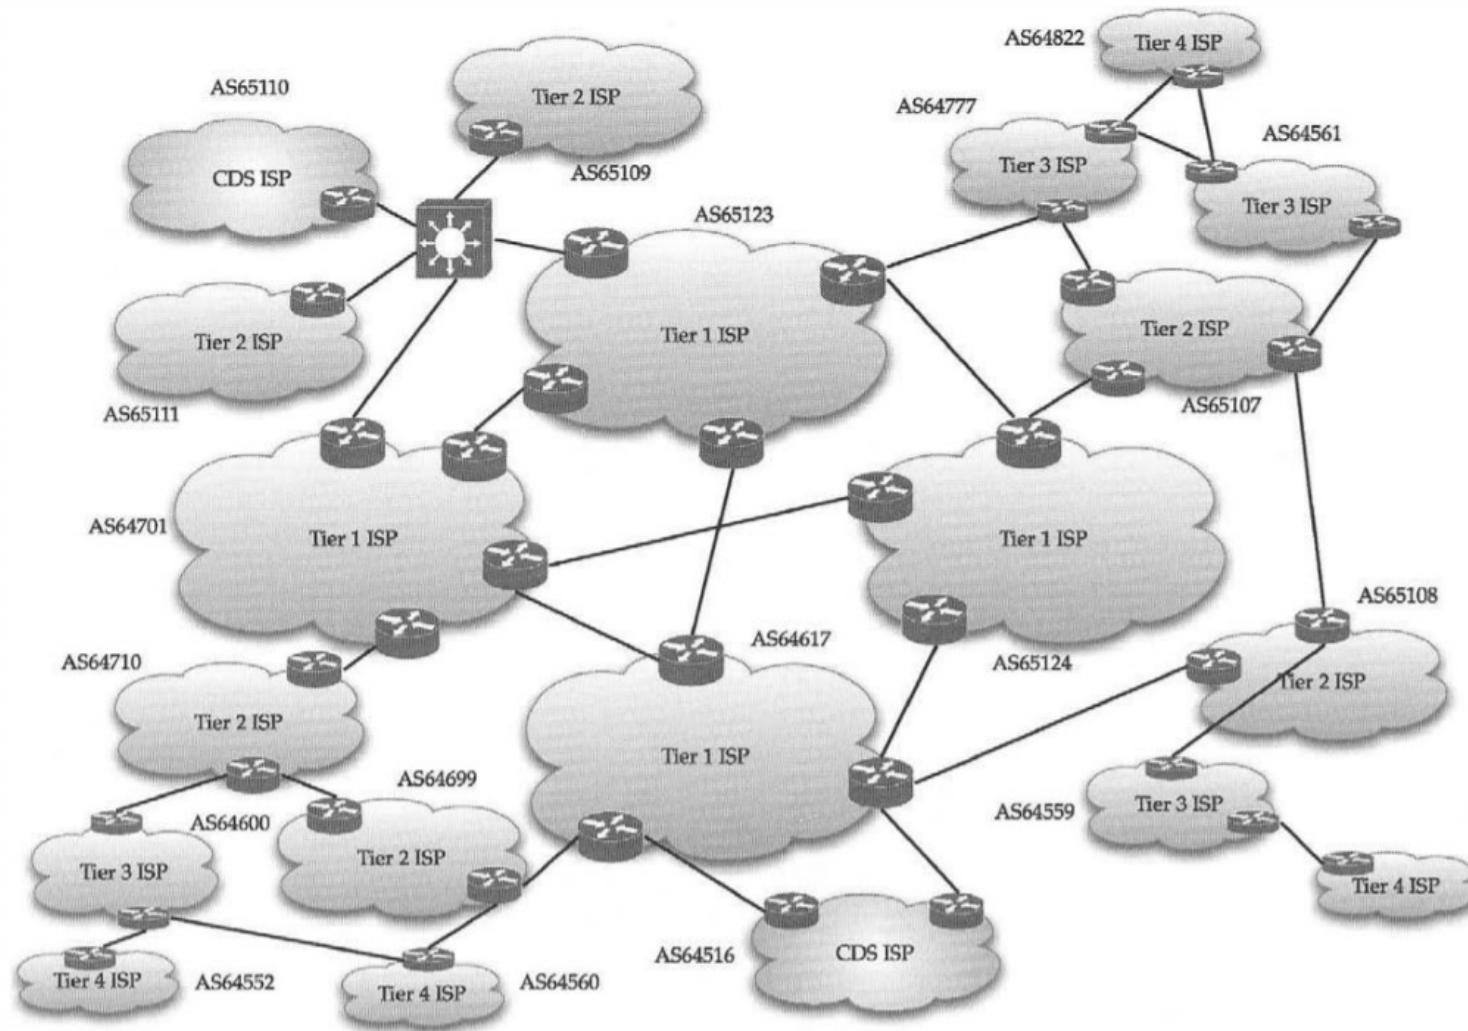 AS64822
Tier 4 ISP
AS65110
Tier 2 ISP
AS64777
AS64561
CDS ISP
AS65109
Tier 3 ISP
Tier 3 ISP
AS65123
Tier 2 ISP
Tier 1 ISP
Tier 2 ISP
AS65111
AS65107
AS64701
Tier 1 ISP
Tier 1 ISP
AS65108
AS64710
AS64617
AS65124
Tier 2 ISP
Tier 2 ISP
Tier 1 ISP
AS64699
AS64600
AS64559
Tier 3 ISP
Tier 3 ISP
Tier 2 ISP
Tier 4 ISP
AS64516
CDS ISP
Tier 4 ISP
AS64552
Tier 4 ISP
AS64560